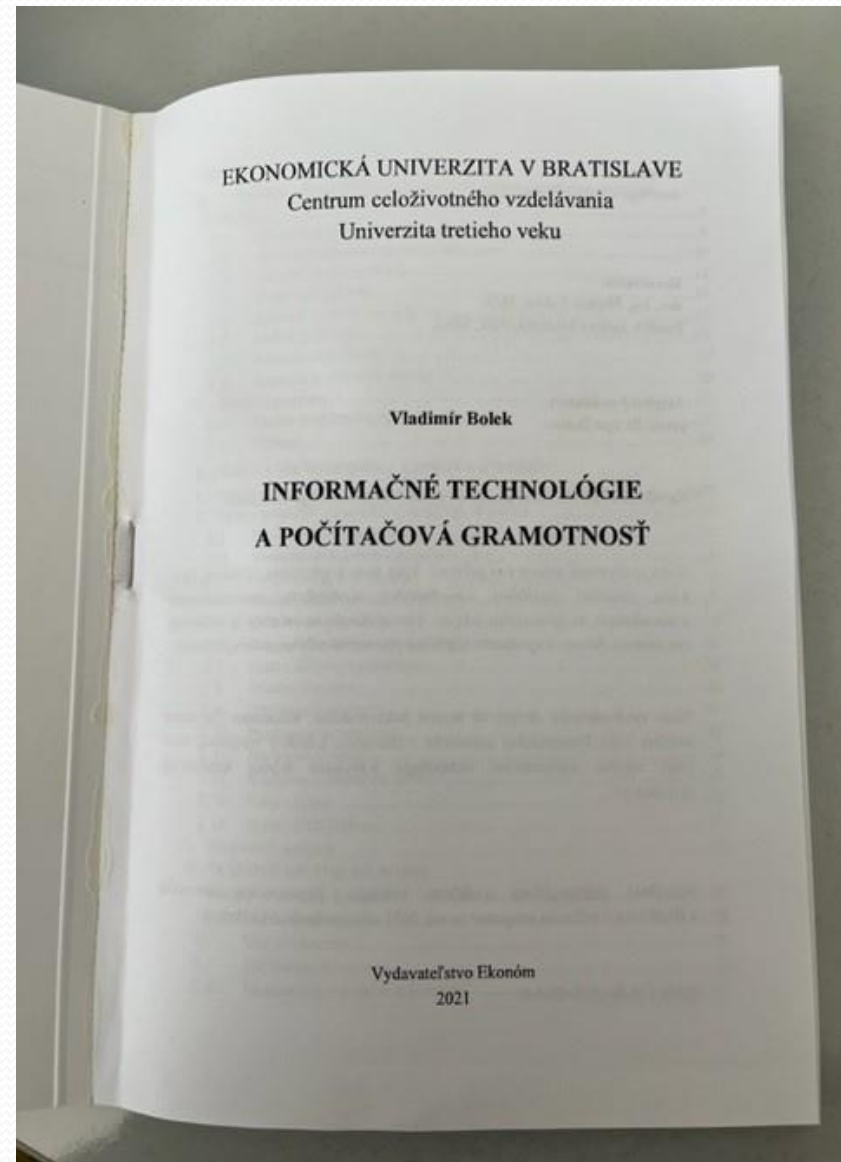 EKONOMICKÁ UNIVERZITA V BRATISLAVE
Centrum celoživotného vzdelávania
Univerzita tretieho veku
Vladimír Bolek
INFORMAČNÉ TECHNOLÓGIE
A POČÍTAČOVÁ GRAMOTNOSŤ
Vydavateľstvo Ekonóm
2021